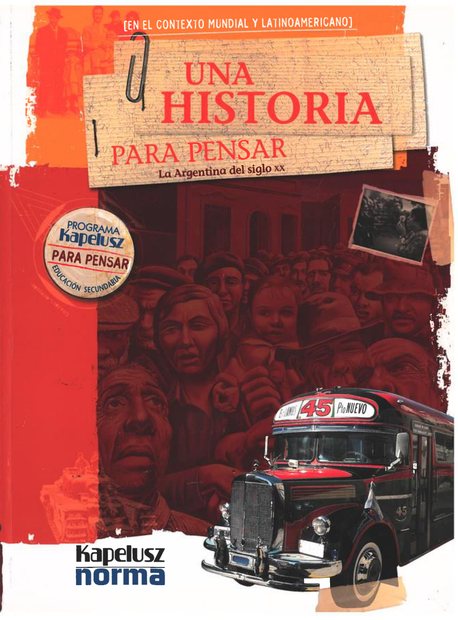 [EN EL CONTEXTO MUNDIAL Y LATINOAMERICANO]
UNA
HISTORIA
PARA PENSAR
La Argentina del siglo XX
PROGRAMA
Kapelusz
PARA PENSAR
EDUCACIÓN SECUNDARIA
45 Pto NUEVO
45
Kapelusz
norma